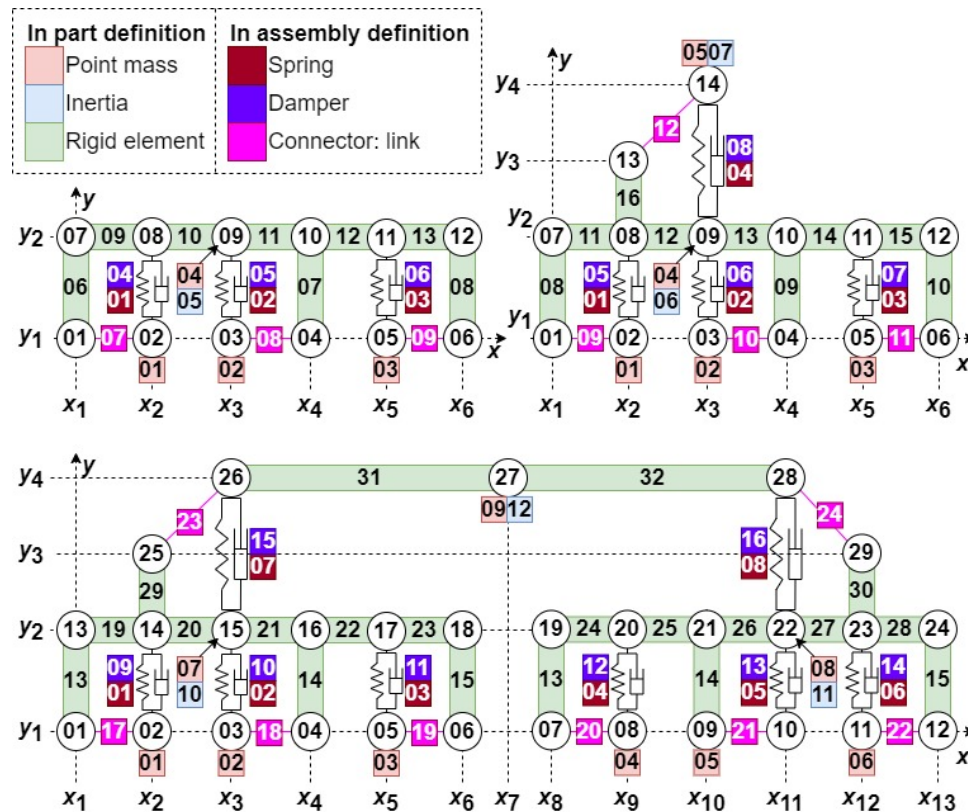 In part definition
Point mass
Inertia
Rigid element
In assembly definition
Spring
Damper
Connector: link
y
y₂ 07 09 08 10 09 11 10 12 11 13 12
06 04 01 04 05 05 02 07 06 03 08
y₁ 01 07 02 03 08 04 05 09 06 x
01 02 03
x₁ x₂ x₃ x₄ x₅ x₆
05 07
y
y₄ 14
12
y₃ 13 08 04
16
y₂ 07 11 08 12 09 13 10 14 11 15 12
08 05 01 04 06 06 02 09 07 03 10
y₁ 01 09 02 03 10 04 05 11 06 x
01 02 03
x₁ x₂ x₃ x₄ x₅ x₆
y
y₄ 26 31 27 32 28
09 12
23 24
y₃ 25 15 07 16 08 29
29 30
y₂ 13 19 14 20 15 21 16 22 17 23 18 19 24 20 25 21 26 22 27 23 28 24
13 09 01 07 10 10 02 14 11 03 15 13 12 04 14 13 05 08 11 14 06 15
y₁ 01 17 02 03 18 04 05 19 06 07 20 08 09 21 10 11 22 12 x
01 02 03 04 05 06
x₁ x₂ x₃ x₄ x₅ x₆ x₇ x₈ x₉ x₁₀ x₁₁ x₁₂ x₁₃